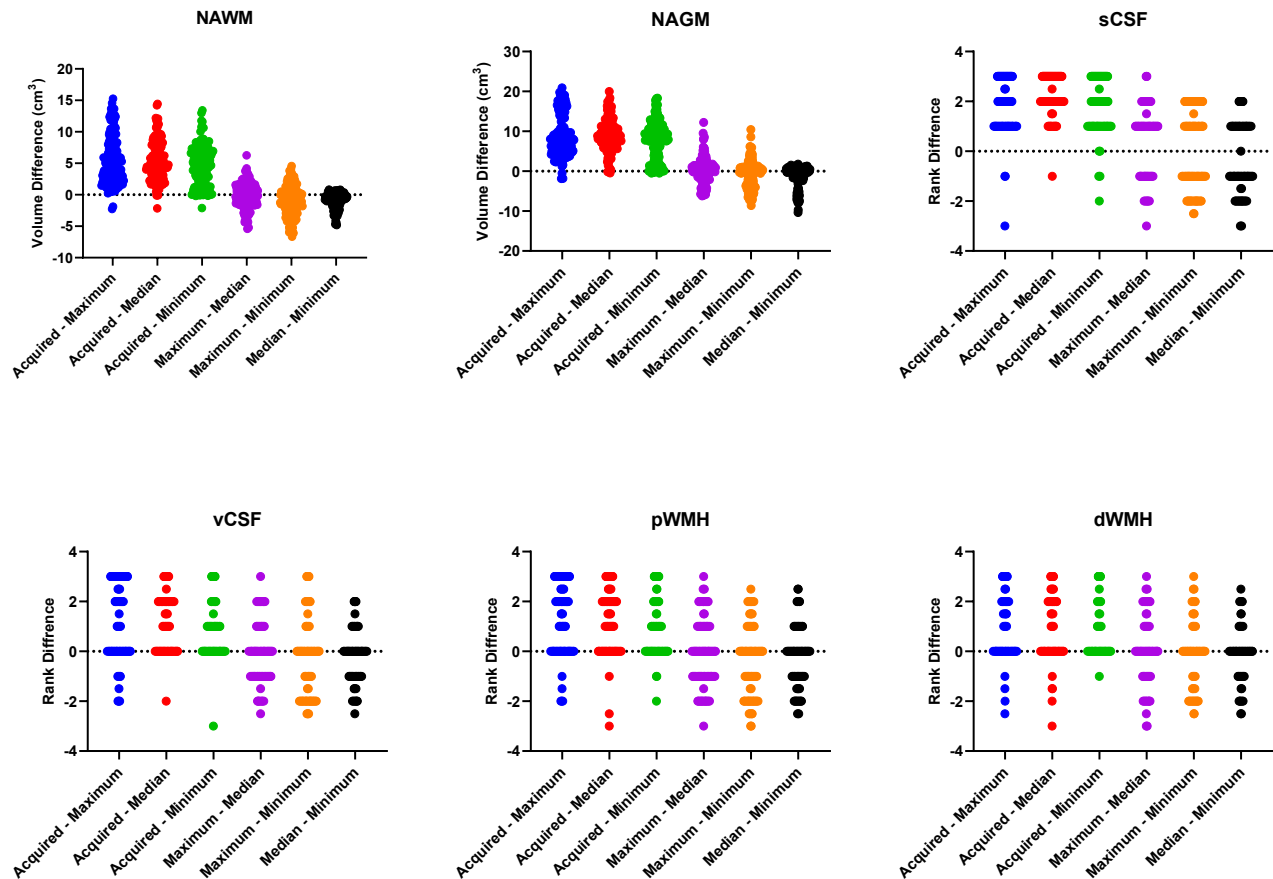 NAWM
Volume Difference (cm³)
20
15
10
5
0
-5
-10
Acquired - Maximum
Acquired - Median
Acquired - Minimum
Maximum - Median
Maximum - Minimum
Median - Minimum
NAGM
Volume Difference (cm³)
30
20
10
0
-10
-20
Acquired - Maximum
Acquired - Median
Acquired - Minimum
Maximum - Median
Maximum - Minimum
Median - Minimum
sCSF
Rank Diffrence
4
2
0
-2
-4
Acquired - Maximum
Acquired - Median
Acquired - Minimum
Maximum - Median
Maximum - Minimum
Median - Minimum
vCSF
Rank Difference
4
2
0
-2
-4
Acquired - Maximum
Acquired - Median
Acquired - Minimum
Maximum - Median
Maximum - Minimum
Median - Minimum
pWMH
Rank Difference
4
2
0
-2
-4
Acquired - Maximum
Acquired - Median
Acquired - Minimum
Maximum - Median
Maximum - Minimum
Median - Minimum
dWMH
Rank Difference
4
2
0
-2
-4
Acquired - Maximum
Acquired - Median
Acquired - Minimum
Maximum - Median
Maximum - Minimum
Median - Minimum